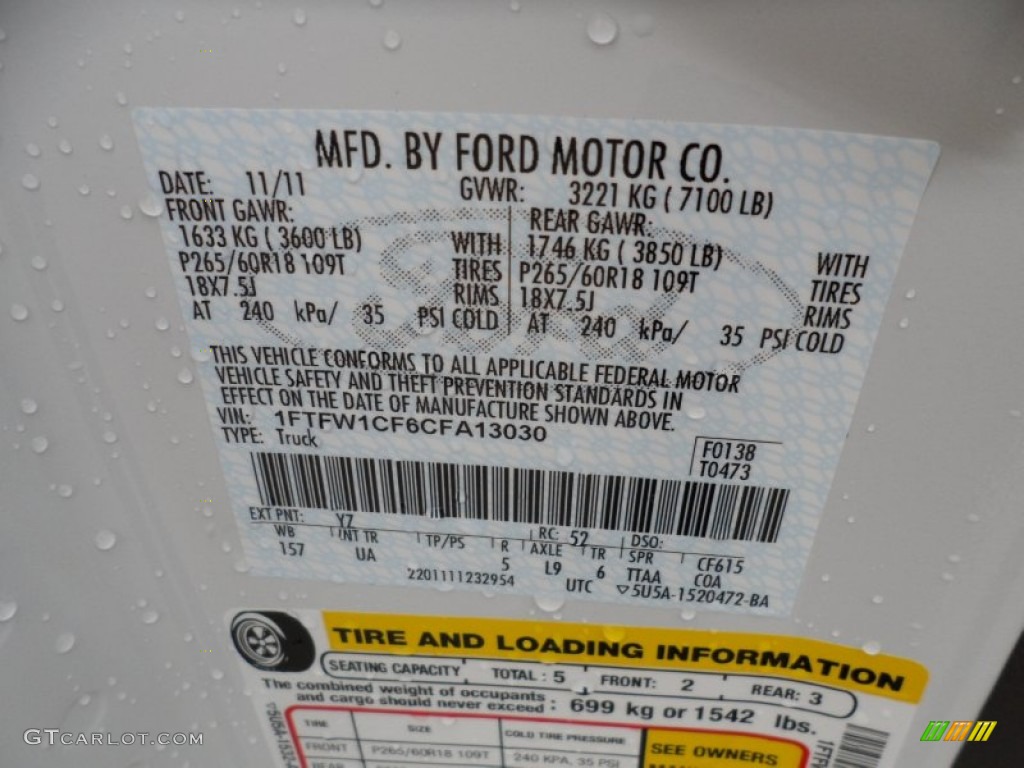 MFD. BY FORD MOTOR CO.
DATE: 11/11 GVWR: 3221 KG ( 7100 LB)
FRONT GAWR: REAR GAWR:
1633 KG ( 3600 LB) WITH 1746 KG ( 3850 LB) WITH
P265/60R18 109T TIRES P265/60R18 109T TIRES
18X7.5J RIMS 18X7.5J RIMS
AT 240 kPa/ 35 PSI COLD AT 240 kPa/ 35 PSI COLD
Ford
THIS VEHICLE CONFORMS TO ALL APPLICABLE FEDERAL MOTOR
VEHICLE SAFETY AND THEFT PREVENTION STANDARDS IN
EFFECT ON THE DATE OF MANUFACTURE SHOWN ABOVE.
VIN: 1FTFW1CF6CFA13030
TYPE: Truck
F0138
T0473
EXT PNT: YZ RC: 52 DSO:
WB INT TR TP/PS R AXLE TR SPR CF615
157 UA 5 L9 6 TTAA COA
2201111232954 UTC ▽5U5A-1520472-BA
TIRE AND LOADING INFORMATION
SEATING CAPACITY TOTAL : 5 FRONT: 2 REAR: 3
The combined weight of occupants
and cargo should never exceed : 699 kg or 1542 lbs.
TIRE SIZE COLD TIRE PRESSURE SEE OWNERS
FRONT P265/60R18 109T 240 KPA, 35 PSI
GTCarLot.com